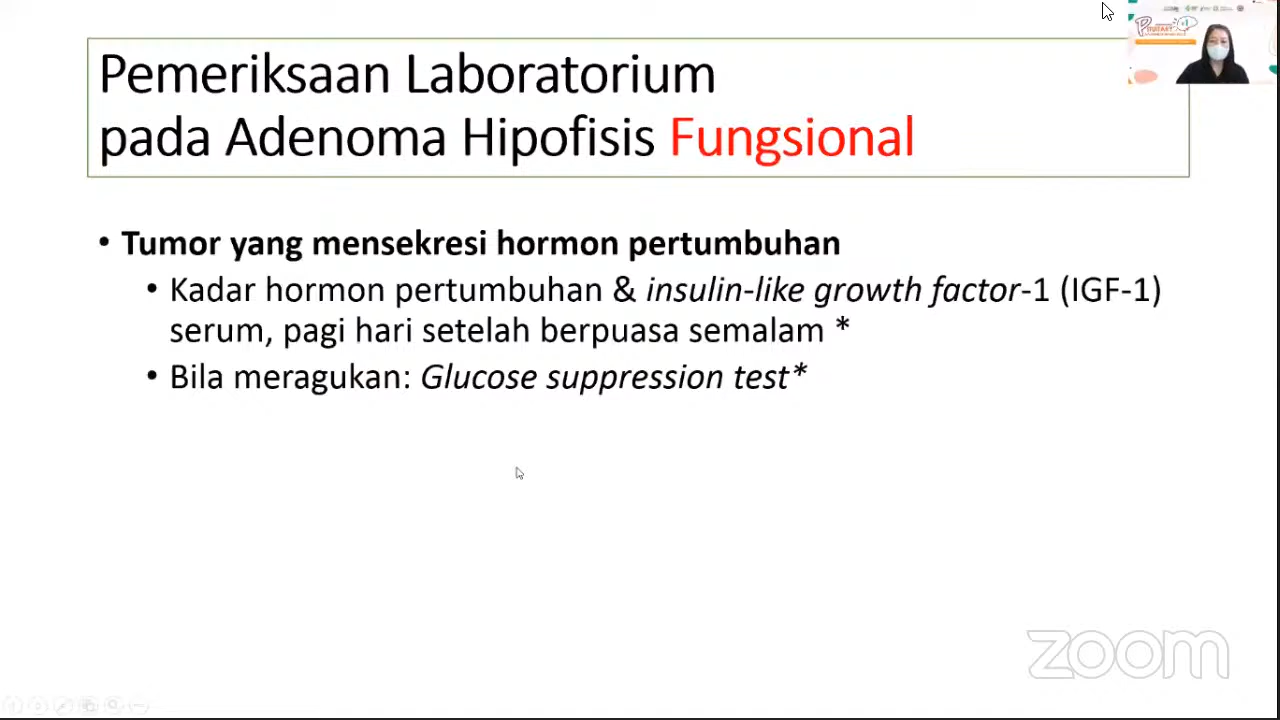 Pemeriksaan Laboratorium
pada Adenoma Hipofisis Fungsional
• Tumor yang mensekresi hormon pertumbuhan
• Kadar hormon pertumbuhan & insulin-like growth factor-1 (IGF-1)
serum, pagi hari setelah berpuasa semalam *
• Bila meragukan: Glucose suppression test*
zoom